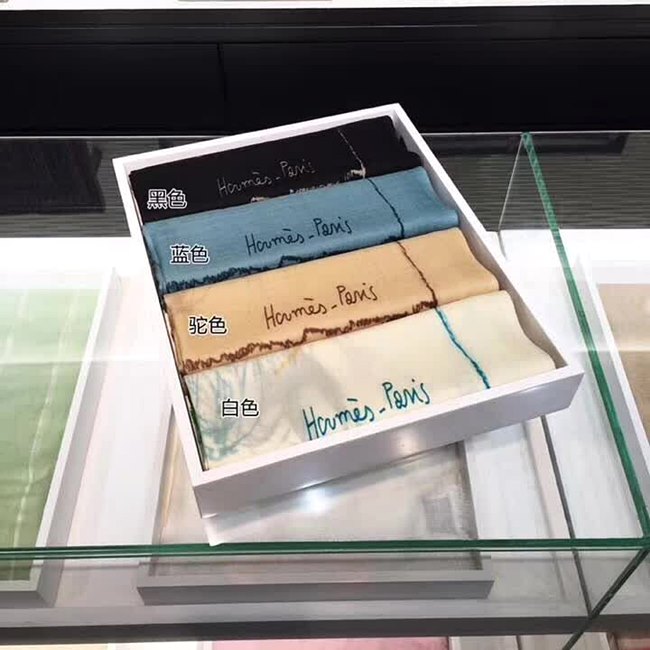 Hermès-Paris
黑色
Hermès-Paris
蓝色
Hermès-Paris
驼色
Hermès-Paris
白色